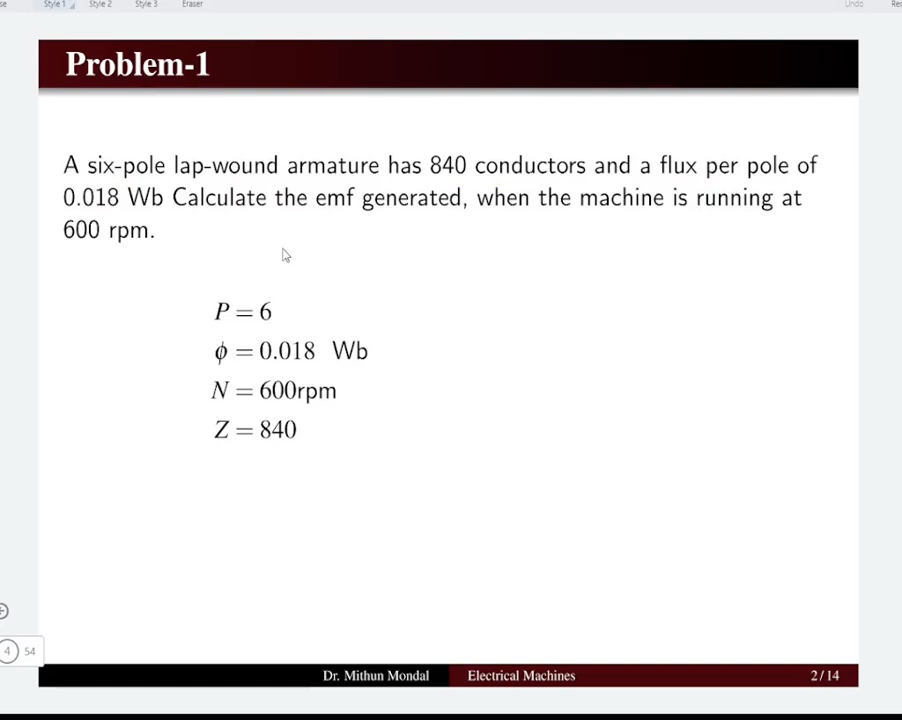 Style 1
Style 2
Style 3
Eraser
Undo
Problem-1
A six-pole lap-wound armature has 840 conductors and a flux per pole of
0.018 Wb Calculate the emf generated, when the machine is running at
600 rpm.
P = 6
ϕ = 0.018 Wb
N = 600rpm
Z = 840
4
54
Dr. Mithun Mondal
Electrical Machines
2 / 14